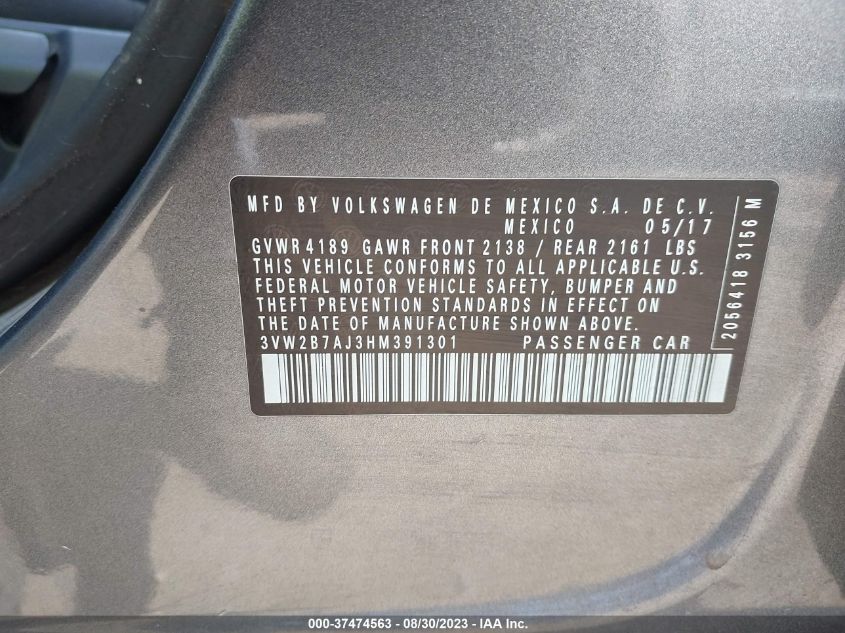 MFD BY VOLKSWAGEN DE MEXICO S.A. DE C.V.
MEXICO 05/17
GVWR 4189 GAWR FRONT 2138 / REAR 2161 LBS
THIS VEHICLE CONFORMS TO ALL APPLICABLE U.S.
FEDERAL MOTOR VEHICLE SAFETY, BUMPER AND
THEFT PREVENTION STANDARDS IN EFFECT ON
THE DATE OF MANUFACTURE SHOWN ABOVE.
3VW2B7AJ3HM391301 PASSENGER CAR
2056418 3156 M
000-37474563 - 08/30/2023 - IAA Inc.